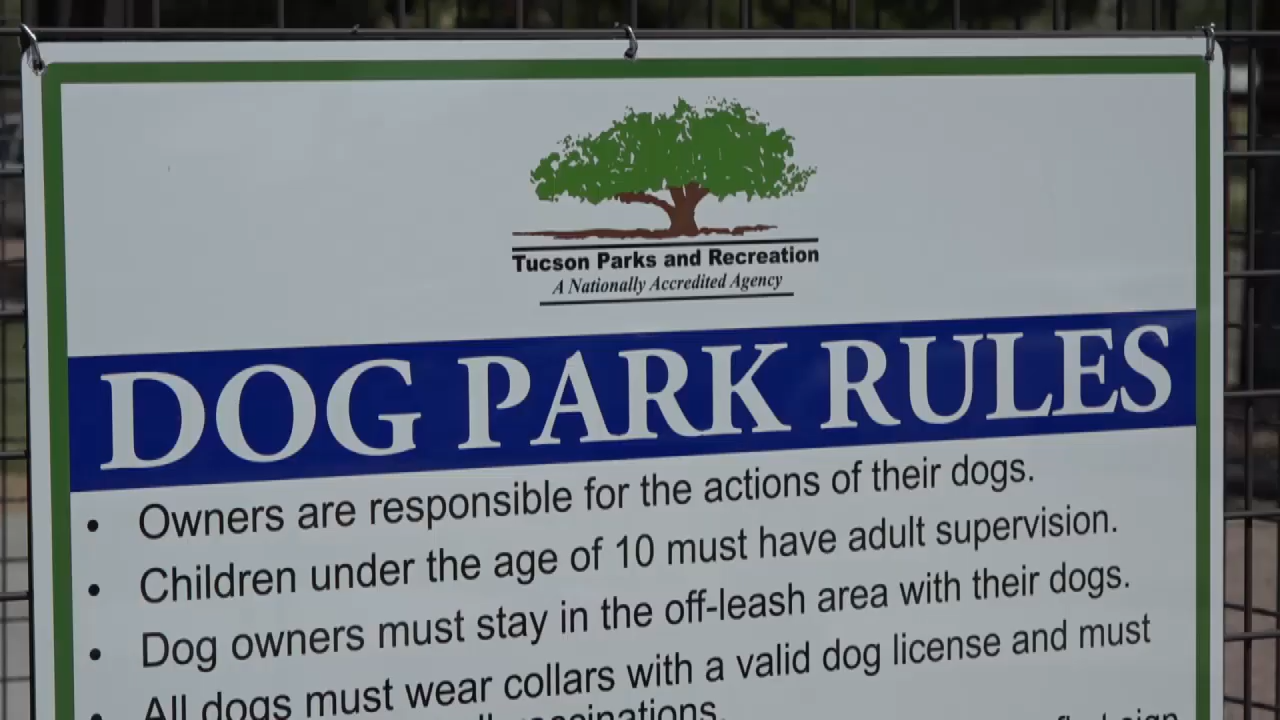 Tucson Parks and Recreation
A Nationally Accredited Agency
DOG PARK RULES
• Owners are responsible for the actions of their dogs.
• Children under the age of 10 must have adult supervision.
• Dog owners must stay in the off-leash area with their dogs.
• All dogs must wear collars with a valid dog license and must